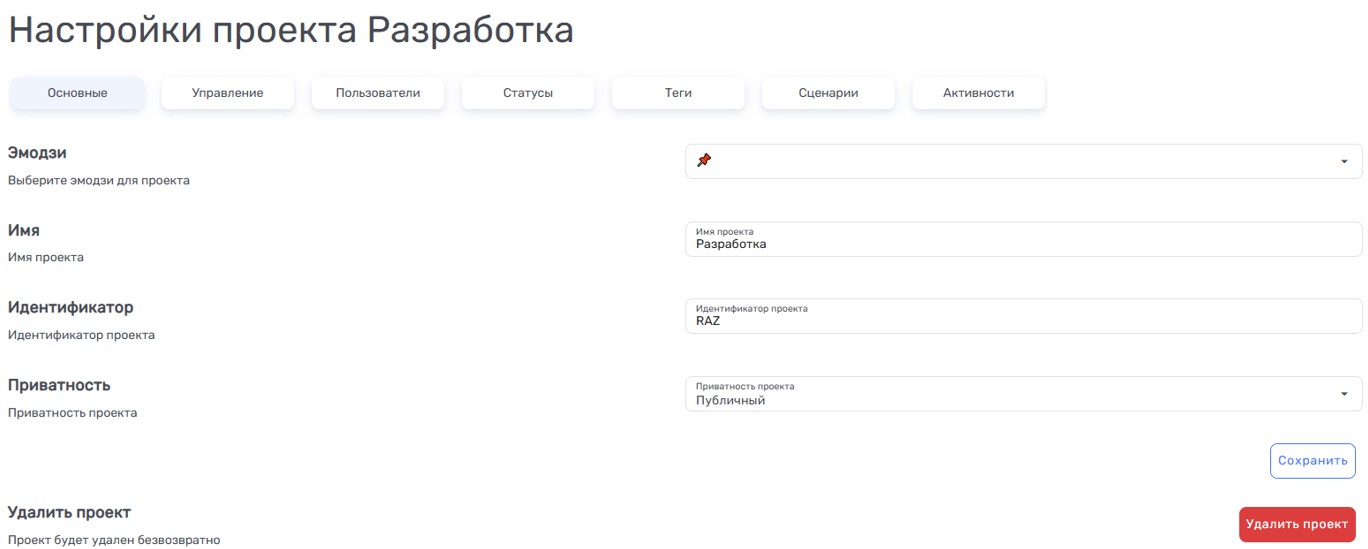 Настройки проекта Разработка
Основные
Управление
Пользователи
Статусы
Теги
Сценарии
Активности
Эмодзи
Выберите эмодзи для проекта
Имя
Имя проекта
Имя проекта
Разработка
Идентификатор
Идентификатор проекта
Идентификатор проекта
RAZ
Приватность
Приватность проекта
Приватность проекта
Публичный
Сохранить
Удалить проект
Проект будет удален безвозвратно
Удалить проект